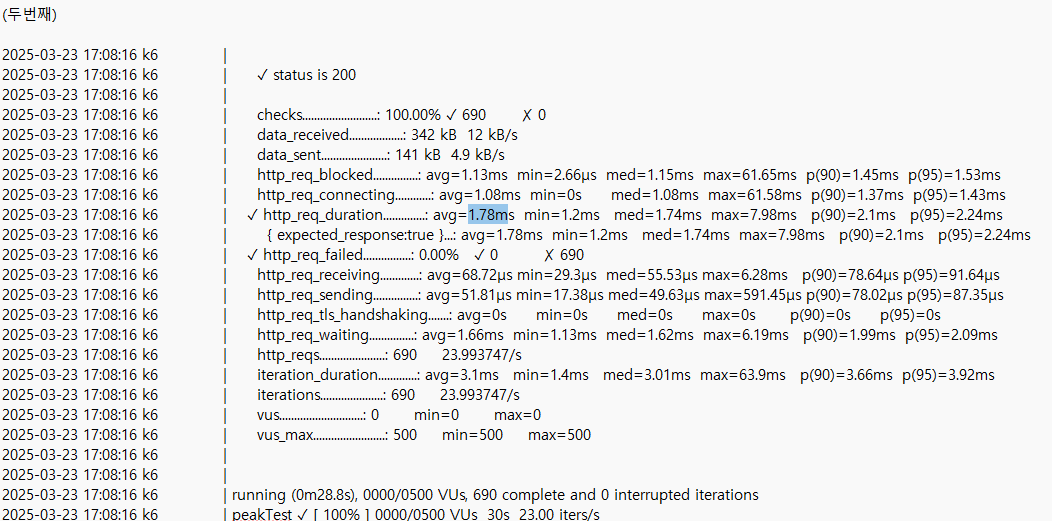 (두번째)
2025-03-23 17:08:16 k6 |
2025-03-23 17:08:16 k6 | ✓ status is 200
2025-03-23 17:08:16 k6 |
2025-03-23 17:08:16 k6 | checks.........................: 100.00% ✓ 690 ✗ 0
2025-03-23 17:08:16 k6 | data_received..................: 342 kB 12 kB/s
2025-03-23 17:08:16 k6 | data_sent......................: 141 kB 4.9 kB/s
2025-03-23 17:08:16 k6 | http_req_blocked...............: avg=1.13ms min=2.66µs med=1.15ms max=61.65ms p(90)=1.45ms p(95)=1.53ms
2025-03-23 17:08:16 k6 | http_req_connecting............: avg=1.08ms min=0s med=1.08ms max=61.58ms p(90)=1.37ms p(95)=1.43ms
2025-03-23 17:08:16 k6 | ✓ http_req_duration..............: avg=1.78ms min=1.2ms med=1.74ms max=7.98ms p(90)=2.1ms p(95)=2.24ms
2025-03-23 17:08:16 k6 | { expected_response:true }...: avg=1.78ms min=1.2ms med=1.74ms max=7.98ms p(90)=2.1ms p(95)=2.24ms
2025-03-23 17:08:16 k6 | ✓ http_req_failed................: 0.00% ✓ 0 ✗ 690
2025-03-23 17:08:16 k6 | http_req_receiving.............: avg=68.72µs min=29.3µs med=55.53µs max=6.28ms p(90)=78.64µs p(95)=91.64µs
2025-03-23 17:08:16 k6 | http_req_sending...............: avg=51.81µs min=17.38µs med=49.63µs max=591.45µs p(90)=78.02µs p(95)=87.35µs
2025-03-23 17:08:16 k6 | http_req_tls_handshaking.......: avg=0s min=0s med=0s max=0s p(90)=0s p(95)=0s
2025-03-23 17:08:16 k6 | http_req_waiting...............: avg=1.66ms min=1.13ms med=1.62ms max=6.19ms p(90)=1.99ms p(95)=2.09ms
2025-03-23 17:08:16 k6 | http_reqs......................: 690 23.993747/s
2025-03-23 17:08:16 k6 | iteration_duration.............: avg=3.1ms min=1.4ms med=3.01ms max=63.9ms p(90)=3.66ms p(95)=3.92ms
2025-03-23 17:08:16 k6 | iterations.....................: 690 23.993747/s
2025-03-23 17:08:16 k6 | vus............................: 0 min=0 max=0
2025-03-23 17:08:16 k6 | vus_max........................: 500 min=500 max=500
2025-03-23 17:08:16 k6 |
2025-03-23 17:08:16 k6 |
2025-03-23 17:08:16 k6 | running (0m28.8s), 0000/0500 VUs, 690 complete and 0 interrupted iterations
2025-03-23 17:08:16 k6 | peakTest ✓ [ 100% ] 0000/0500 VUs 30s 23.00 iters/s